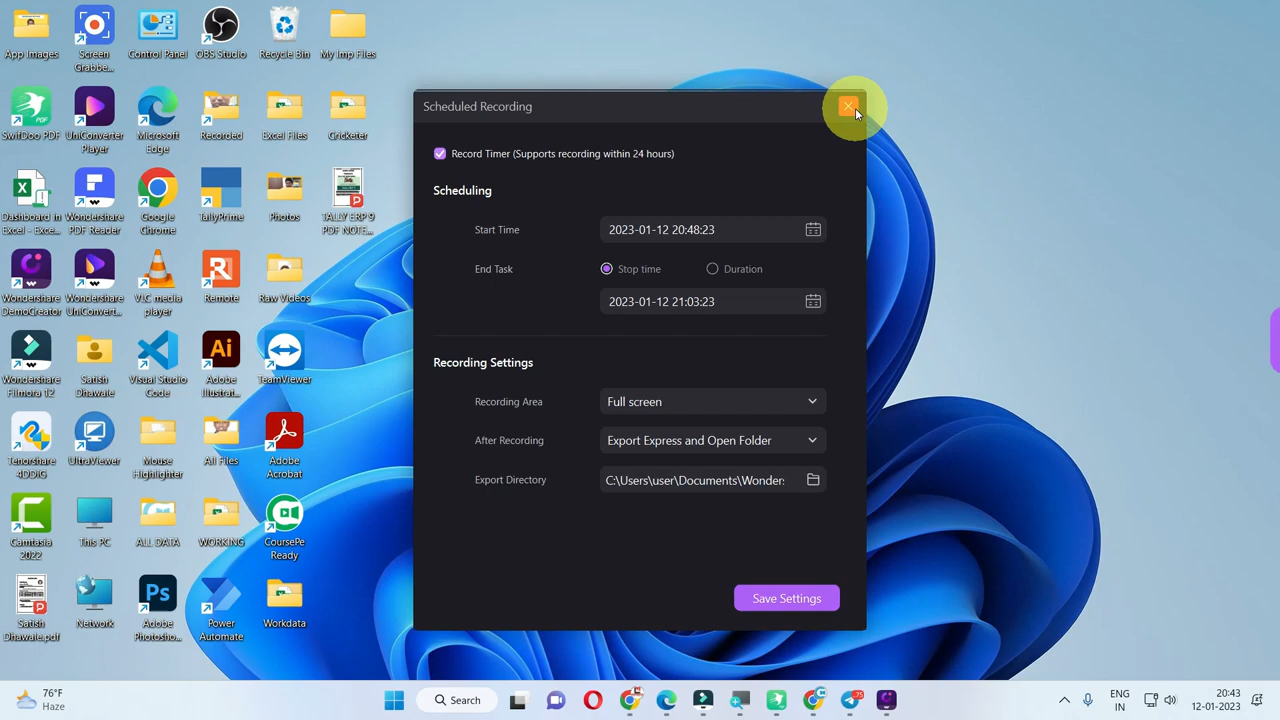 App Images
Screen
Grabbe...
Control Panel
OBS Studio
Recycle Bin
My Imp Files
SwifDoo PDF
UniConverter
Player
Microsoft
Edge
Recorded
Excel Files
Cricketer
Dashboard in
Excel - Exce...
Wondershare
PDF Reader
Google
Chrome
TallyPrime
Photos
TALLY ERP 9
PDF NOTE...
Wondershare
DemoCreator
Wondershare
UniConvert...
VLC media
player
Remote
Raw Videos
Wondershare
Filmora 12
Satish
Dhawale
Visual Studio
Code
Adobe
Illustrat...
TeamViewer
Tenorshare
4DDiG
UltraViewer
Mouse
Highlighter
All Files
Adobe
Acrobat
Camtasia
2022
This PC
ALL DATA
WORKING
CoursePe
Ready
Satish
Dhawale.pdf
Network
Adobe
Photosho...
Power
Automate
Workdata
Scheduled Recording
Record Timer (Supports recording within 24 hours)
Scheduling
Start Time 2023-01-12 20:48:23
End Task Stop time Duration
2023-01-12 21:03:23
Recording Settings
Recording Area Full screen
After Recording Export Express and Open Folder
Export Directory C:\Users\user\Documents\Wonder
Save Settings
76°F
Haze
Search
75
ENG
IN
20:43
12-01-2023